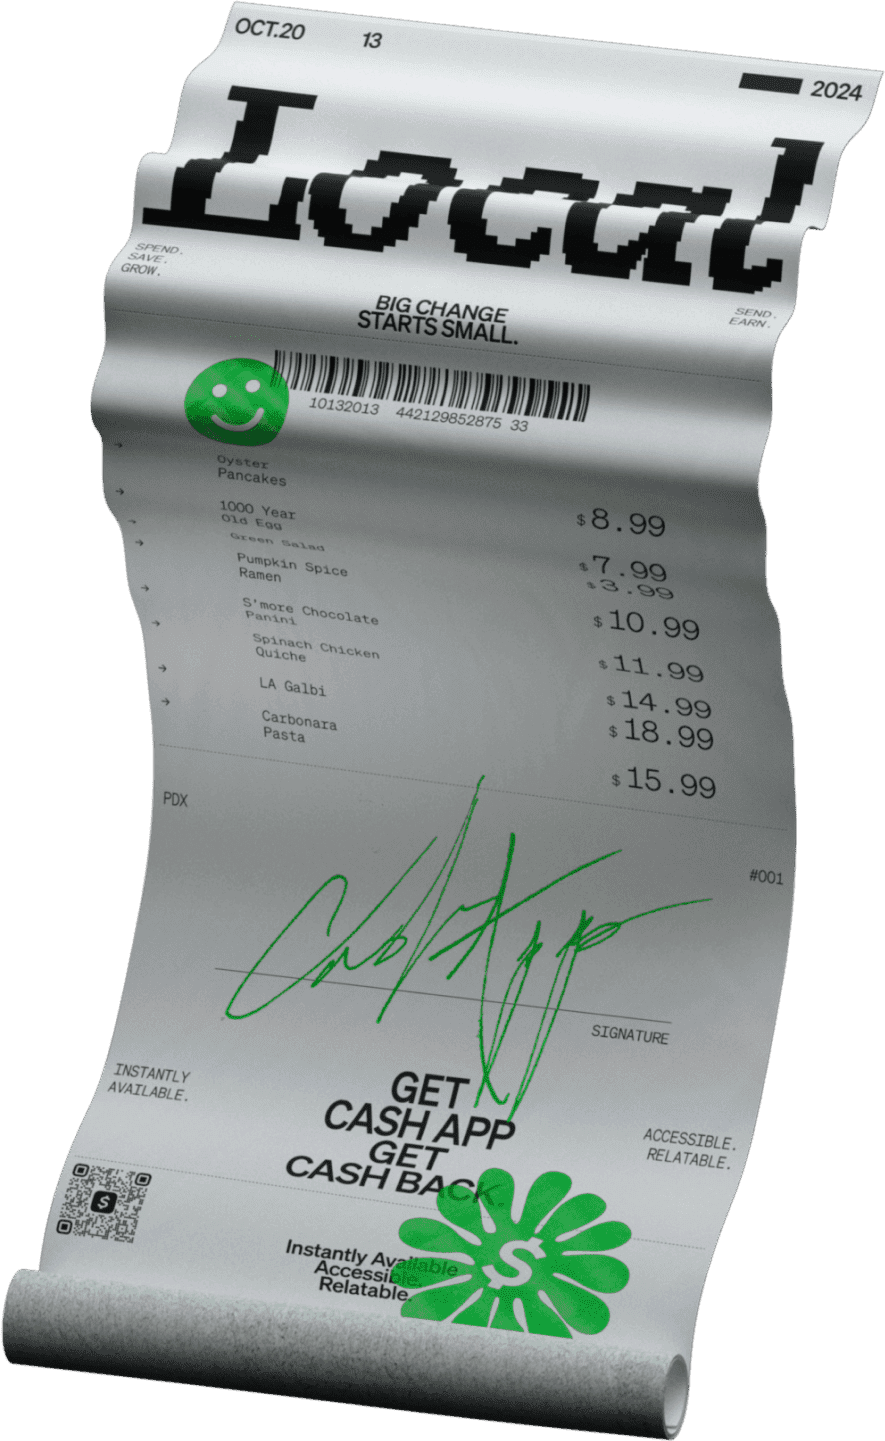 OCT.20 13 2024
Local
SPEND.
SAVE.
GROW.
SEND.
EARN.
BIG CHANGE
STARTS SMALL.
10132013 442129852875 33
Oyster
Pancakes
$8.99
1000 Year
Old Egg
$7.99
Green Salad
$3.99
Pumpkin Spice
Ramen
$10.99
S'more Chocolate
Panini
$11.99
Spinach Chicken
Quiche
$14.99
LA Galbi
$18.99
Carbonara
Pasta
$15.99
PDX
#001
Cash App
SIGNATURE
INSTANTLY
AVAILABLE.
GET
CASH APP
GET
CASH BACK.
ACCESSIBLE.
RELATABLE.
$
Instantly Available
Accessible.
Relatable.
$